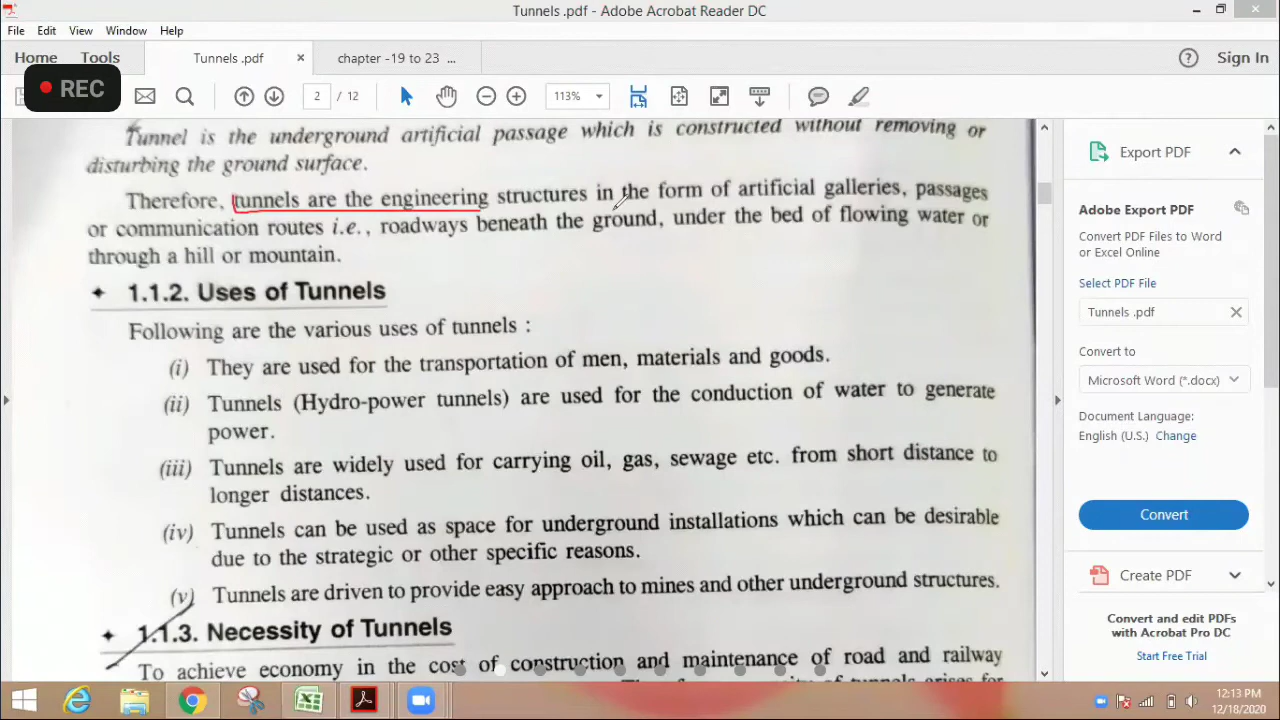 Tunnels .pdf - Adobe Acrobat Reader DC
File Edit View Window Help
Home Tools Tunnels .pdf × chapter -19 to 23 ... Sign In
REC
2 / 12 113%
Tunnel is the underground artificial passage which is constructed without removing or
disturbing the ground surface.
Therefore, tunnels are the engineering structures in the form of artificial galleries, passages
or communication routes i.e., roadways beneath the ground, under the bed of flowing water or
through a hill or mountain.
1.1.2. Uses of Tunnels
Following are the various uses of tunnels :
(i) They are used for the transportation of men, materials and goods.
(ii) Tunnels (Hydro-power tunnels) are used for the conduction of water to generate
power.
(iii) Tunnels are widely used for carrying oil, gas, sewage etc. from short distance to
longer distances.
(iv) Tunnels can be used as space for underground installations which can be desirable
due to the strategic or other specific reasons.
(v) Tunnels are driven to provide easy approach to mines and other underground structures.
1.1.3. Necessity of Tunnels
To achieve economy in the cost of construction and maintenance of road and railway
Export PDF
Adobe Export PDF
Convert PDF Files to Word
or Excel Online
Select PDF File
Tunnels .pdf
Convert to
Microsoft Word (*.docx)
Document Language:
English (U.S.) Change
Convert
Create PDF
Convert and edit PDFs
with Acrobat Pro DC
Start Free Trial
12:13 PM
12/18/2020